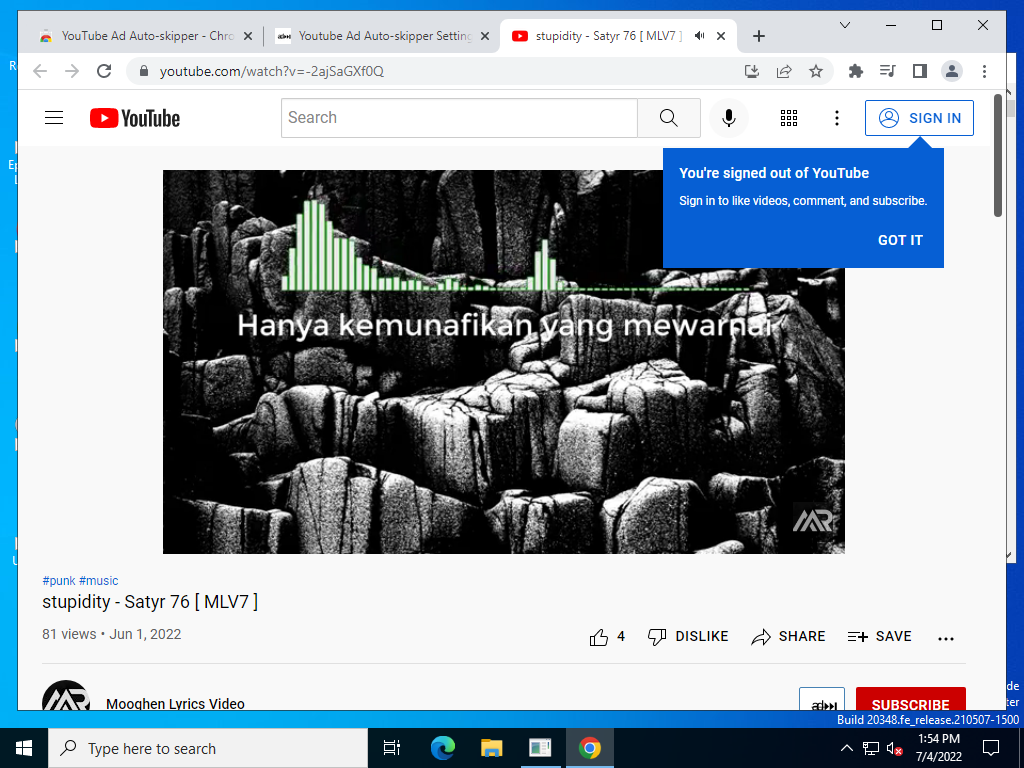 YouTube Ad Auto-skipper - Chro
Youtube Ad Auto-skipper Setting
stupidity - Satyr 76 [ MLV7 ]
youtube.com/watch?v=-2ajSaGXf0Q
YouTube
Search
SIGN IN
You're signed out of YouTube
Sign in to like videos, comment, and subscribe.
GOT IT
Hanya kemunafikan yang mewarnai
#punk #music
stupidity - Satyr 76 [ MLV7 ]
81 views • Jun 1, 2022
4
DISLIKE
SHARE
SAVE
Mooghen Lyrics Video
SUBSCRIBE
Build 20348.fe_release.210507-1500
Type here to search
1:54 PM
7/4/2022